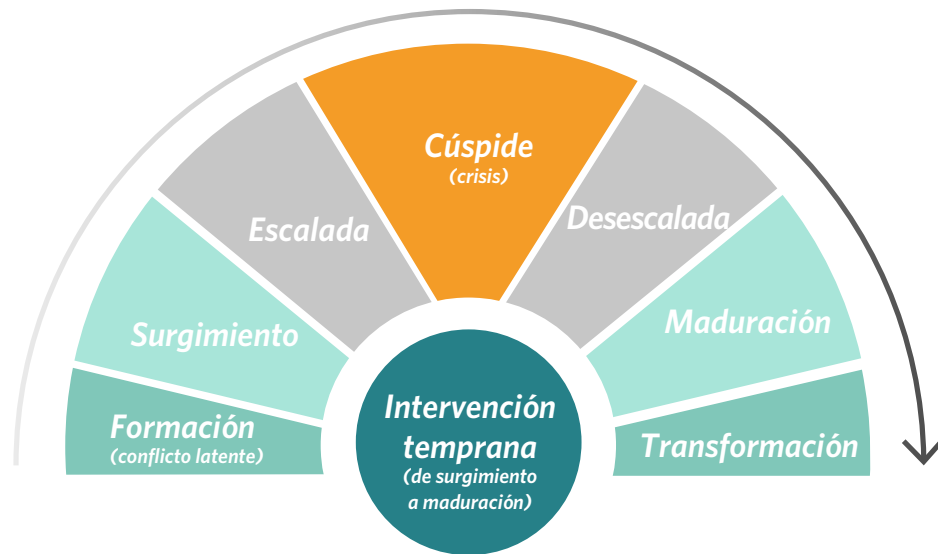 Formación
(conflicto latente)
Surgimiento
Escalada
Cúspide
(crisis)
Desescalada
Maduración
Transformación
Intervención
temprana
(de surgimiento
a maduración)